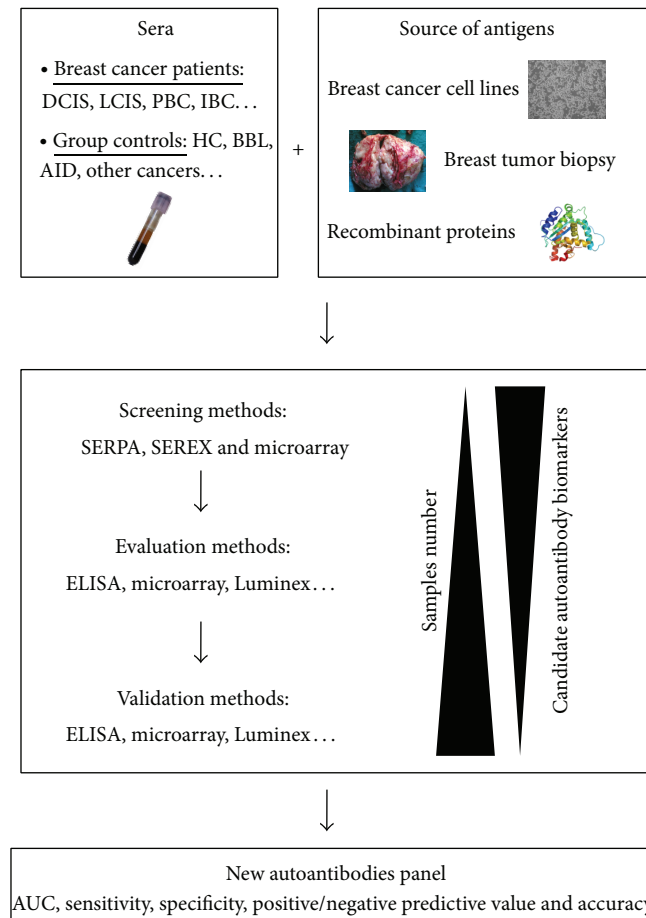 Sera
• Breast cancer patients:
DCIS, LCIS, PBC, IBC...
• Group controls: HC, BBL,
AID, other cancers...
+
Source of antigens
Breast cancer cell lines
Breast tumor biopsy
Recombinant proteins
Screening methods:
SERPA, SEREX and microarray
Evaluation methods:
ELISA, microarray, Luminex...
Validation methods:
ELISA, microarray, Luminex...
Samples number
Candidate autoantibody biomarkers
New autoantibodies panel
AUC, sensitivity, specificity, positive/negative predictive value and accuracy